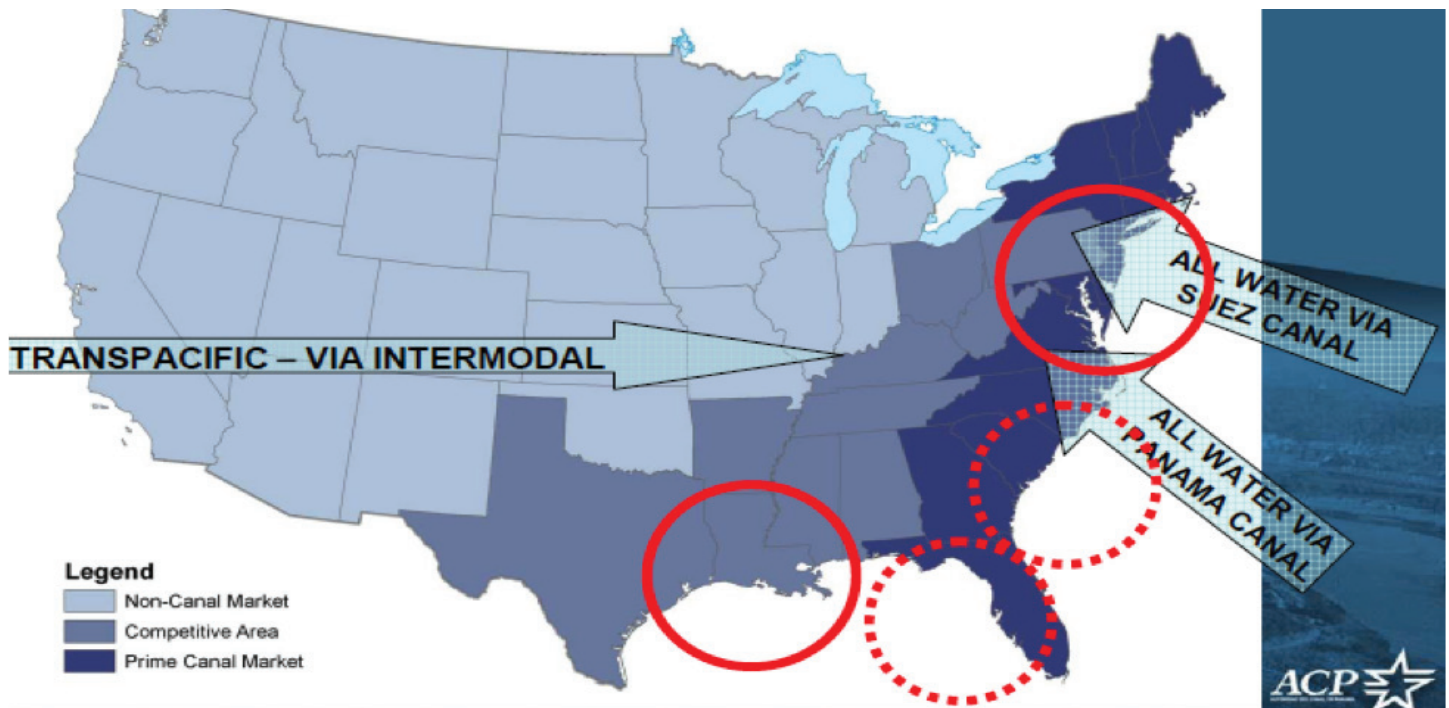 TRANSPACIFIC – VIA INTERMODAL
ALL WATER VIA
SUEZ CANAL
ALL WATER VIA
PANAMA CANAL
Legend
Non-Canal Market
Competitive Area
Prime Canal Market
ACP